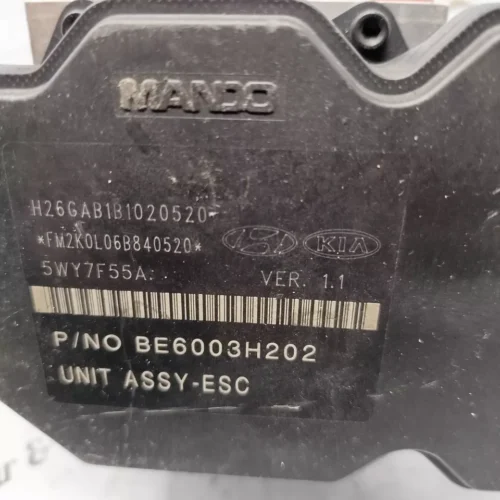 MANDO
H26GAB1B1020520
*FM2K0L06B840520*
KIA
5WY7F55A.
VER. 1.1
P/NO BE6003H202
UNIT ASSY-ESC